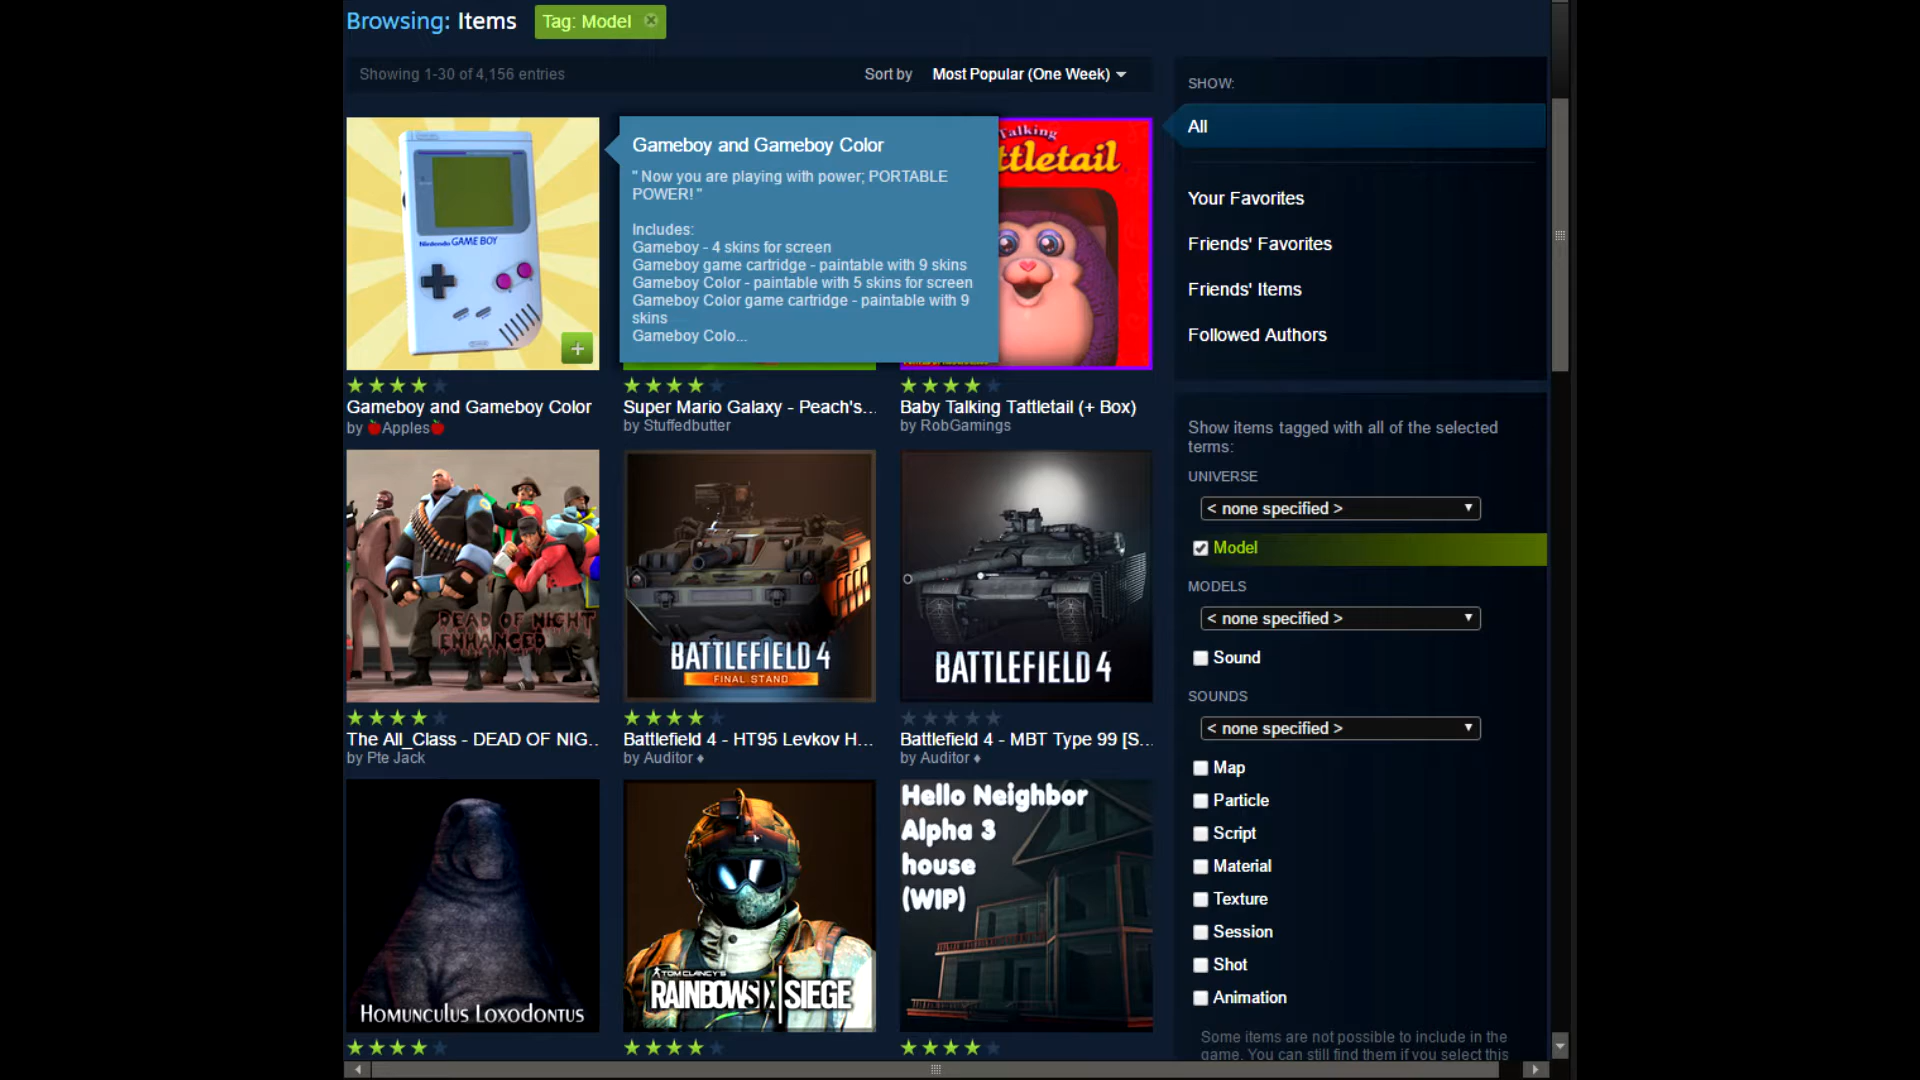 Browsing: Items
Tag: Model
Showing 1-30 of 4,156 entries
Sort by Most Popular (One Week)
Nintendo GAME BOY
Gameboy and Gameboy Color
" Now you are playing with power; PORTABLE
POWER! "
Includes:
Gameboy - 4 skins for screen
Gameboy game cartridge - paintable with 9 skins
Gameboy Color - paintable with 5 skins for screen
Gameboy Color game cartridge - paintable with 9
skins
Gameboy Colo...
Talking
ttletail
Gameboy and Gameboy Color
by 🍎Apples🍎
Super Mario Galaxy - Peach's...
by Stuffedbutter
Baby Talking Tattletail (+ Box)
by RobGamings
DEAD OF NIGHT
ENHANCED
BATTLEFIELD 4
FINAL STAND
BATTLEFIELD 4
The All_Class - DEAD OF NIG...
by Pte Jack
Battlefield 4 - HT95 Levkov H...
by Auditor ♦
Battlefield 4 - MBT Type 99 [S...
by Auditor ♦
HOMUNCULUS LOXODONTUS
TOM CLANCY'S
RAINBOW SIX SIEGE
Hello Neighbor
Alpha 3
house
(WIP)
SHOW:
All
Your Favorites
Friends' Favorites
Friends' Items
Followed Authors
Show items tagged with all of the selected
terms:
UNIVERSE
< none specified >
Model
MODELS
< none specified >
Sound
SOUNDS
< none specified >
Map
Particle
Script
Material
Texture
Session
Shot
Animation
Some items are not possible to include in the
game. You can still find them if you select this